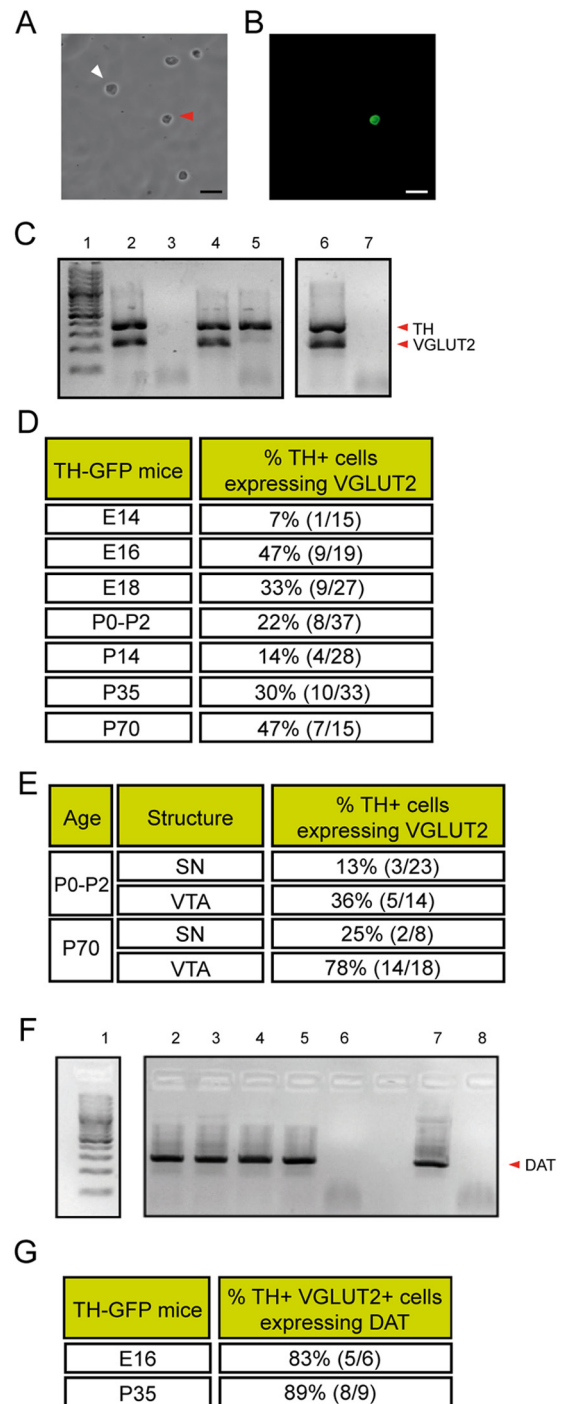 A
B
C
1 2 3 4 5 6 7
TH
VGLUT2
D
TH-GFP mice
% TH+ cells
expressing VGLUT2
E14 7% (1/15)
E16 47% (9/19)
E18 33% (9/27)
P0-P2 22% (8/37)
P14 14% (4/28)
P35 30% (10/33)
P70 47% (7/15)
E
Age Structure
% TH+ cells
expressing VGLUT2
P0-P2
SN 13% (3/23)
VTA 36% (5/14)
P70
SN 25% (2/8)
VTA 78% (14/18)
F
1 2 3 4 5 6 7 8
DAT
G
TH-GFP mice
% TH+ VGLUT2+ cells
expressing DAT
E16 83% (5/6)
P35 89% (8/9)